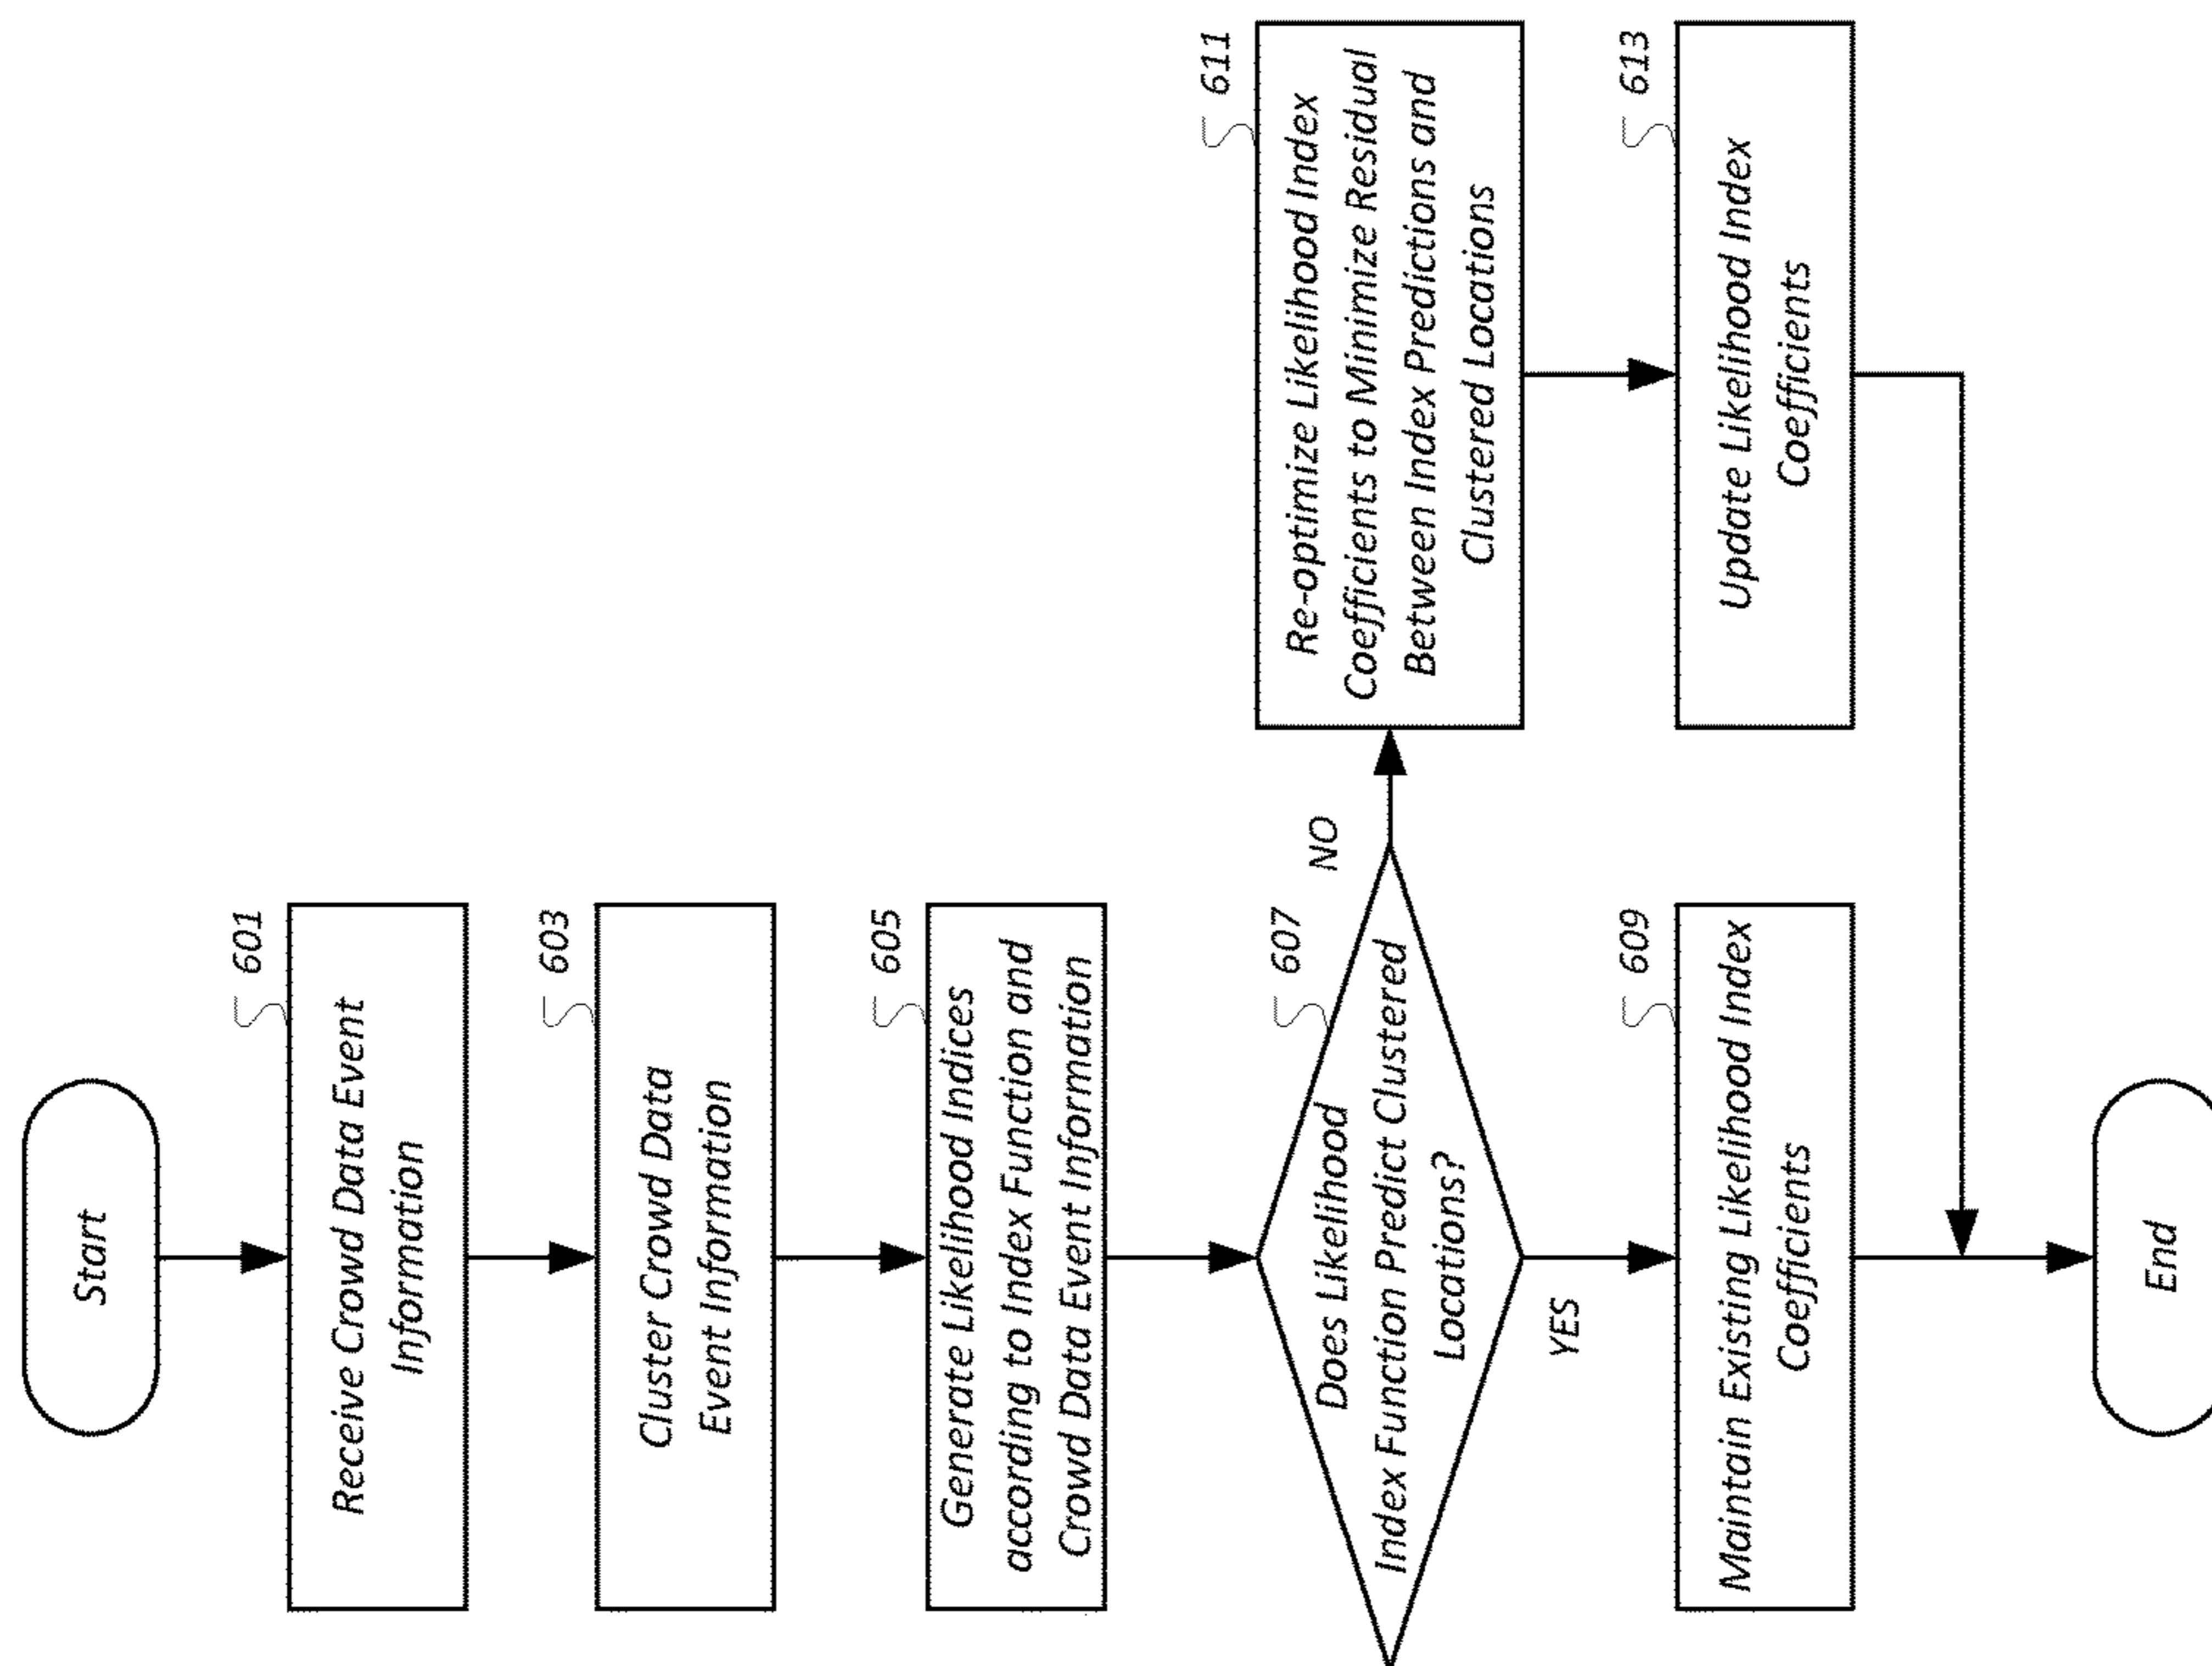 Start
601
Receive Crowd Data Event
Information
603
Cluster Crowd Data
Event Information
605
Generate Likelihood Indices
according to Index Function and
Crowd Data Event Information
607
Does Likelihood
Index Function Predict Clustered
Locations?
NO
YES
611
Re-optimize Likelihood Index
Coefficients to Minimize Residual
Between Index Predictions and
Clustered Locations
609
Maintain Existing Likelihood Index
Coefficients
613
Update Likelihood Index
Coefficients
End